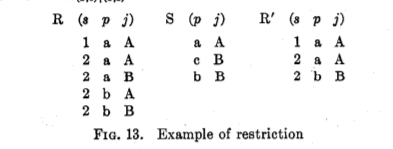 R (s p j) S (p j) R′ (s p j)
1 a A a A 1 a A
2 a A c B 2 a A
2 a B b B 2 b B
2 b A
2 b B
FIG. 13. Example of restriction